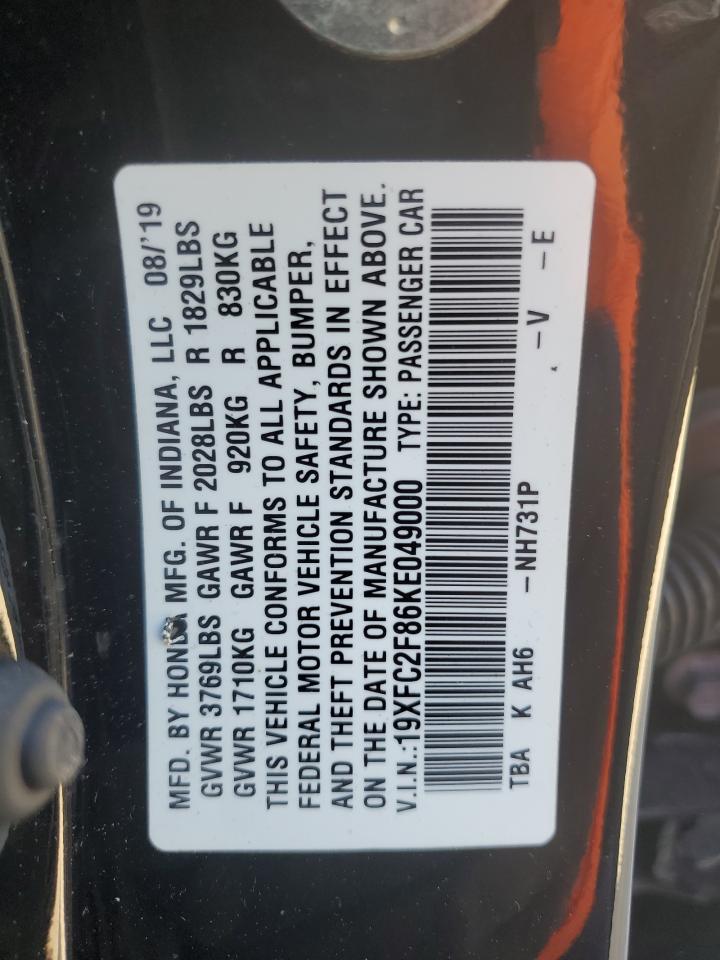 MFD. BY HONDA MFG. OF INDIANA, LLC 08/'19
GVWR 3769LBS GAWR F 2028LBS R 1829LBS
GVWR 1710KG GAWR F 920KG R 830KG
THIS VEHICLE CONFORMS TO ALL APPLICABLE
FEDERAL MOTOR VEHICLE SAFETY, BUMPER,
AND THEFT PREVENTION STANDARDS IN EFFECT
ON THE DATE OF MANUFACTURE SHOWN ABOVE.
V.I.N.:19XFC2F86KE049000 TYPE: PASSENGER CAR
TBA K AH6 -NH731P -V -E